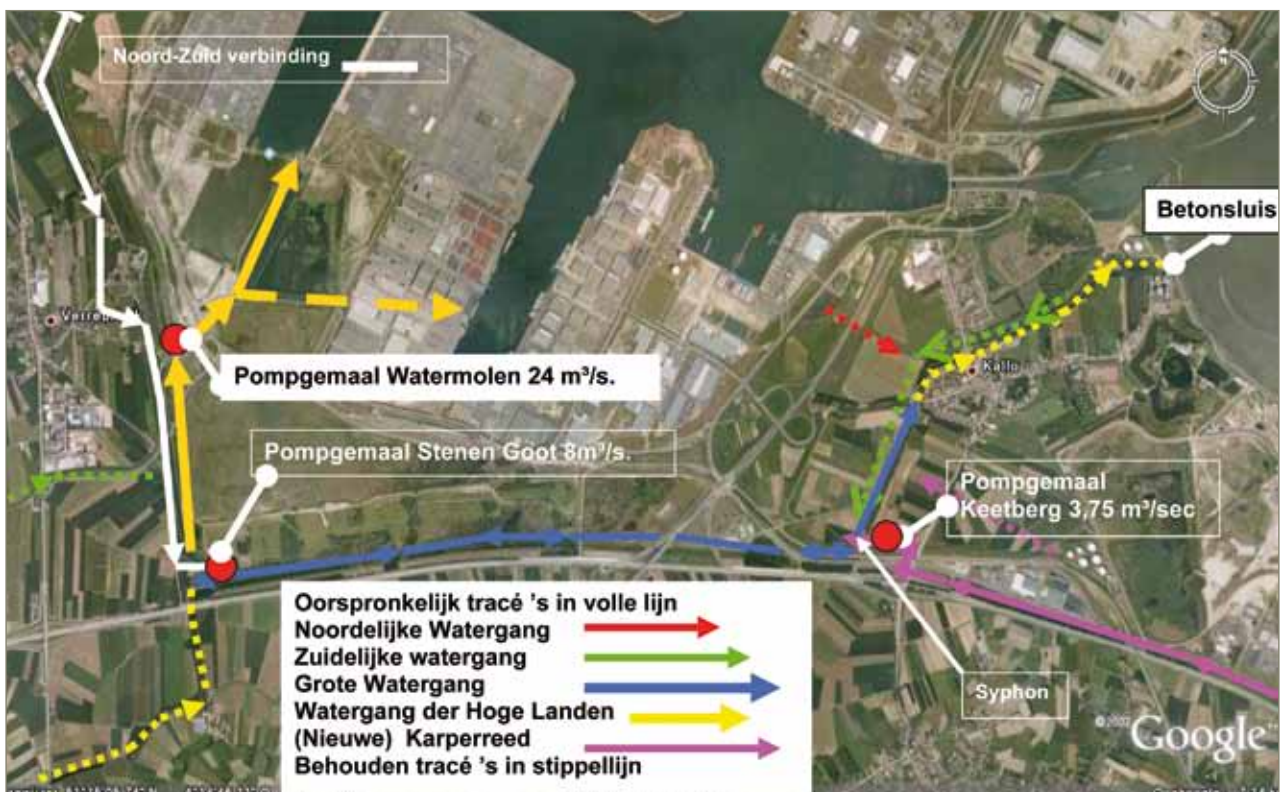 Noord-Zuid verbinding
N
Betonsluis
Pompgemaal Watermolen 24 m³/s.
Kallo
Pompgemaal Stenen Goot 8m³/s.
Pompgemaal
Keetberg 3,75 m³/sec
Oorspronkelijk tracé 's in volle lijn
Noordelijke Watergang
Zuidelijke watergang
Grote Watergang
Watergang der Hoge Landen
(Nieuwe) Karperreed
Behouden tracé 's in stippellijn
Syphon
Google